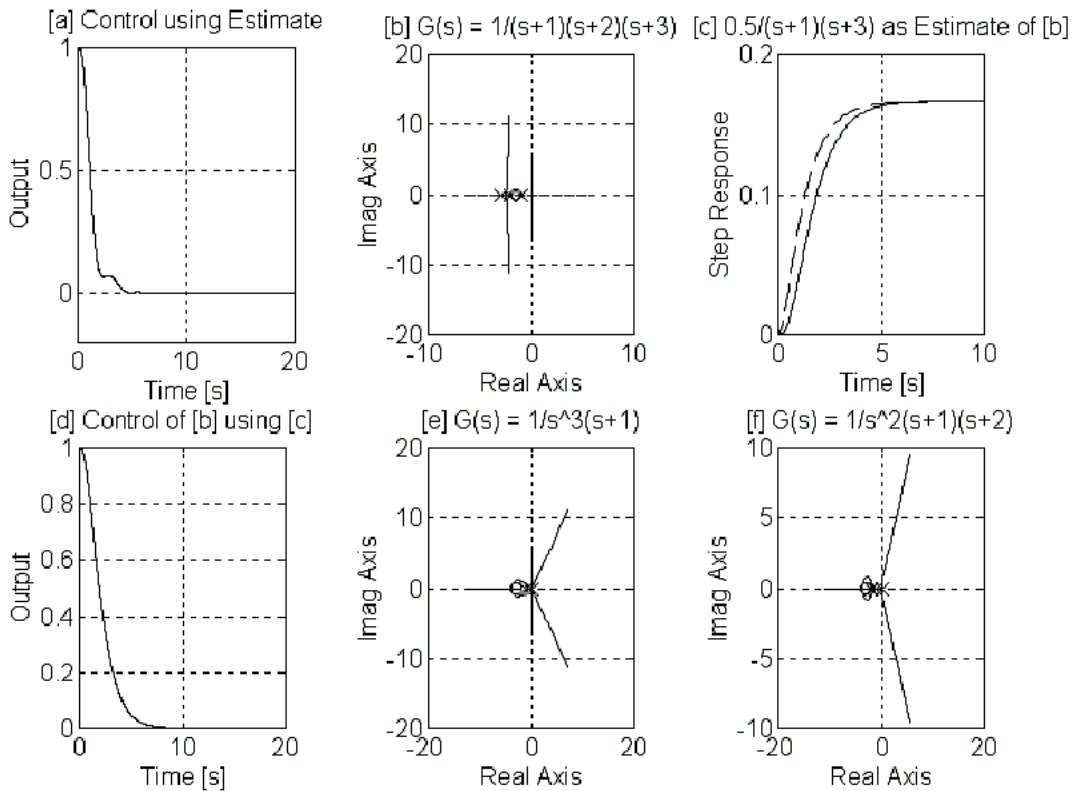 [a] Control using Estimate
1
0.5
0
Output
0
10
20
Time [s]
[b] G(s) = 1/(s+1)(s+2)(s+3)
20
10
0
-10
-20
Imag Axis
-10
0
10
Real Axis
[c] 0.5/(s+1)(s+3) as Estimate of [b]
0.2
0.1
0
Step Response
0
5
10
Time [s]
[d] Control of [b] using [c]
1
0.8
0.6
0.4
0.2
0
Output
0
10
20
Time [s]
[e] G(s) = 1/s^3(s+1)
20
10
0
-10
-20
Imag Axis
-20
0
20
Real Axis
[f] G(s) = 1/s^2(s+1)(s+2)
10
5
0
-5
-10
Imag Axis
-20
0
20
Real Axis